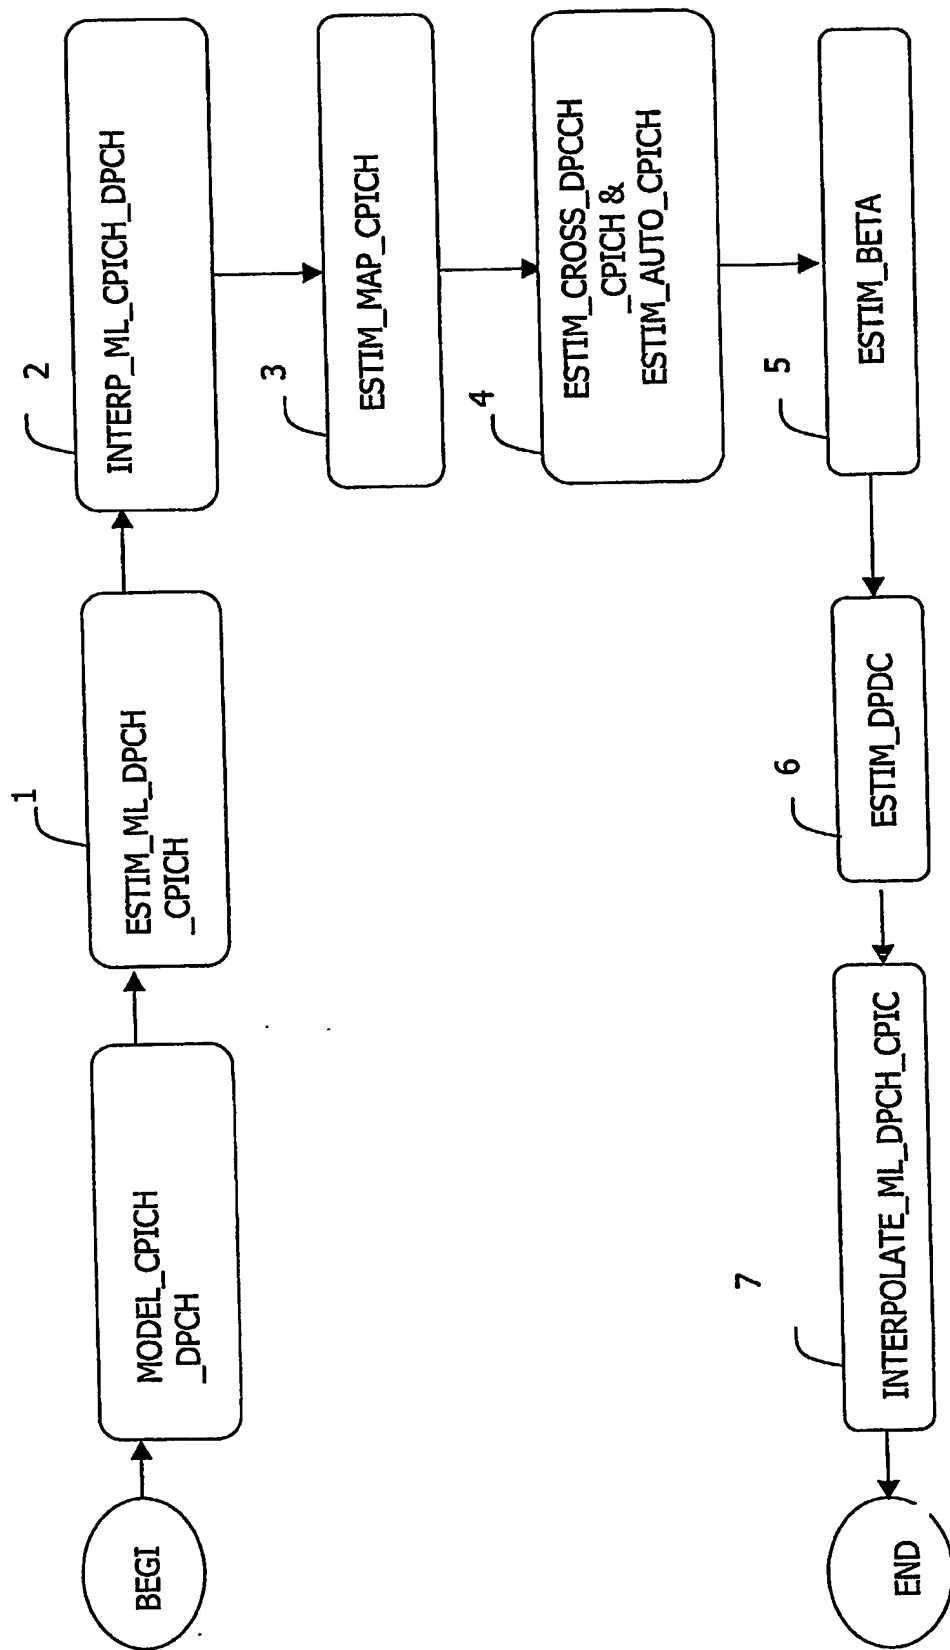 BEGI
MODEL_CPICH
_DPCH
1
ESTIM_ML_DPCH
_CPICH
2
INTERP_ML_CPICH_DPCH
3
ESTIM_MAP_CPICH
4
ESTIM_CROSS_DPCCH
_CPICH &
ESTIM_AUTO_CPICH
5
ESTIM_BETA
6
ESTIM_DPDC
7
INTERPOLATE_ML_DPCH_CPIC
END